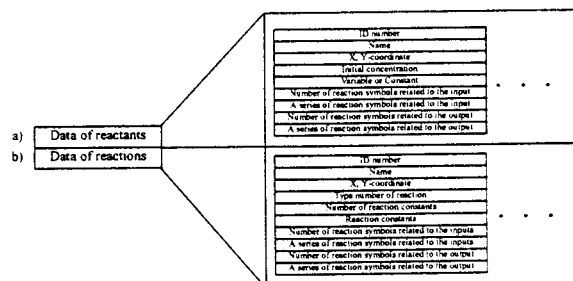 ID number
Name
X, Y-coordinate
Initial concentration
Variable or Constant
Number of reaction symbols related to the input
A series of reaction symbols related to the input
Number of reaction symbols related to the output
A series of reaction symbols related to the output
. . .
a) Data of reactants
b) Data of reactions
ID number
Name
X, Y-coordinate
Type number of reaction
Number of reaction constants
Reaction constants
Number of reaction symbols related to the inputs
A series of reaction symbols related to the inputs
Number of reaction symbols related to the output
A series of reaction symbols related to the output
. . .